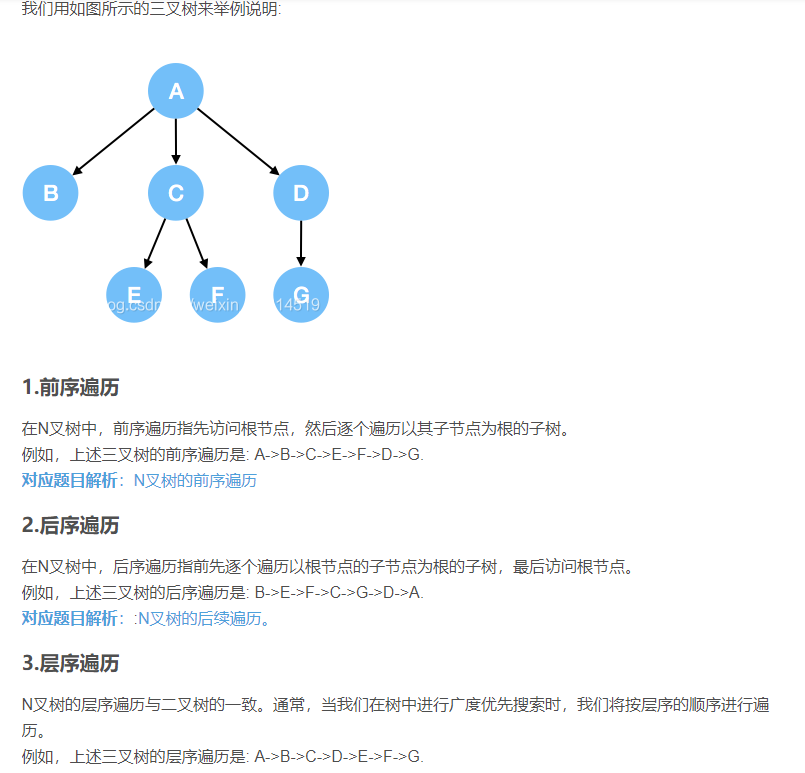 我们用如图所示的三叉树来举例说明:
A
B C D
E F G
1.前序遍历
在N叉树中，前序遍历指先访问根节点，然后逐个遍历以其子节点为根的子树。
例如，上述三叉树的前序遍历是: A->B->C->E->F->D->G.
对应题目解析：N叉树的前序遍历
2.后序遍历
在N叉树中，后序遍历指前先逐个遍历以根节点的子节点为根的子树，最后访问根节点。
例如，上述三叉树的后序遍历是: B->E->F->C->G->D->A.
对应题目解析：:N叉树的后续遍历。
3.层序遍历
N叉树的层序遍历与二叉树的一致。通常，当我们在树中进行广度优先搜索时，我们将按层序的顺序进行遍
历。
例如，上述三叉树的层序遍历是: A->B->C->D->E->F->G.